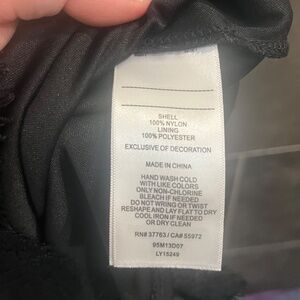 SHELL
100% NYLON
LINING
100% POLYESTER
EXCLUSIVE OF DECORATION
MADE IN CHINA
HAND WASH COLD
WITH LIKE COLORS
ONLY NON-CHLORINE
BLEACH IF NEEDED
DO NOT WRING OR TWIST
RESHAPE AND LAY FLAT TO DRY
COOL IRON IF NEEDED
OR DRY CLEAN
RN# 37763 / CA# 55972
95M13D07
LY15249